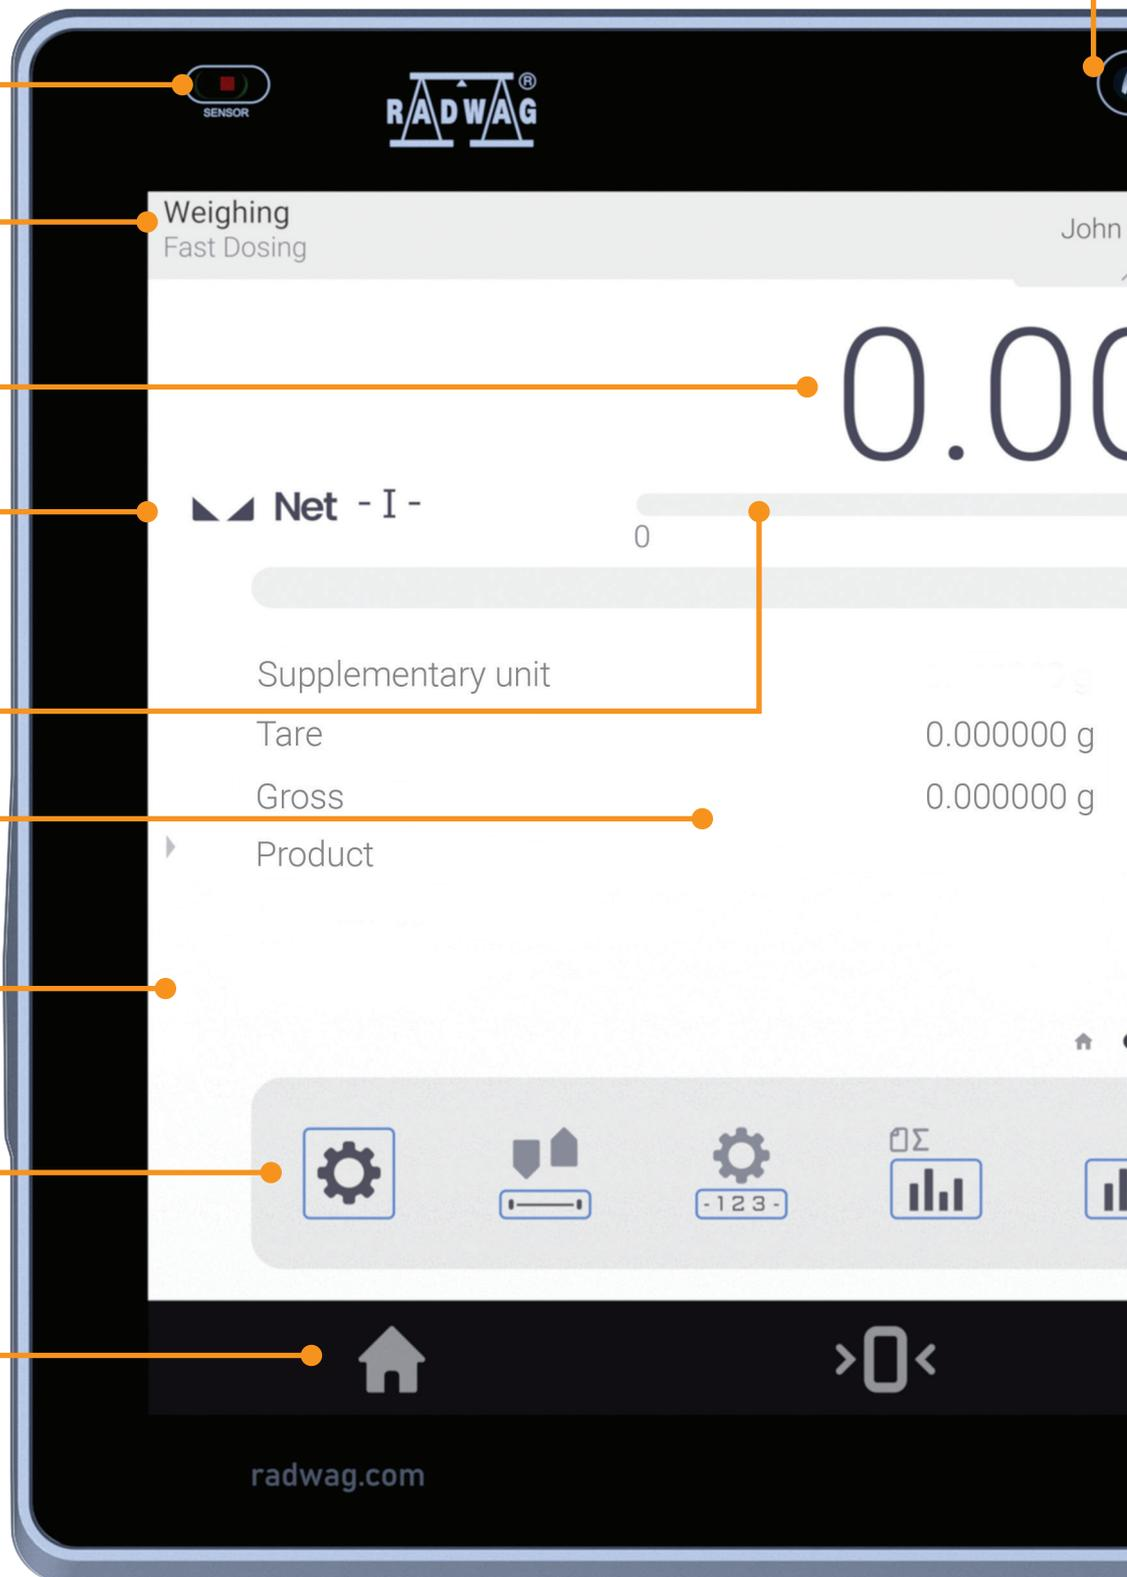 SENSOR
RADWAG®
Weighing
Fast Dosing
John
0.00
Net - I -
0
Supplementary unit
Tare 0.000000 g
Gross 0.000000 g
Product
Σ
-123-
>0<
radwag.com